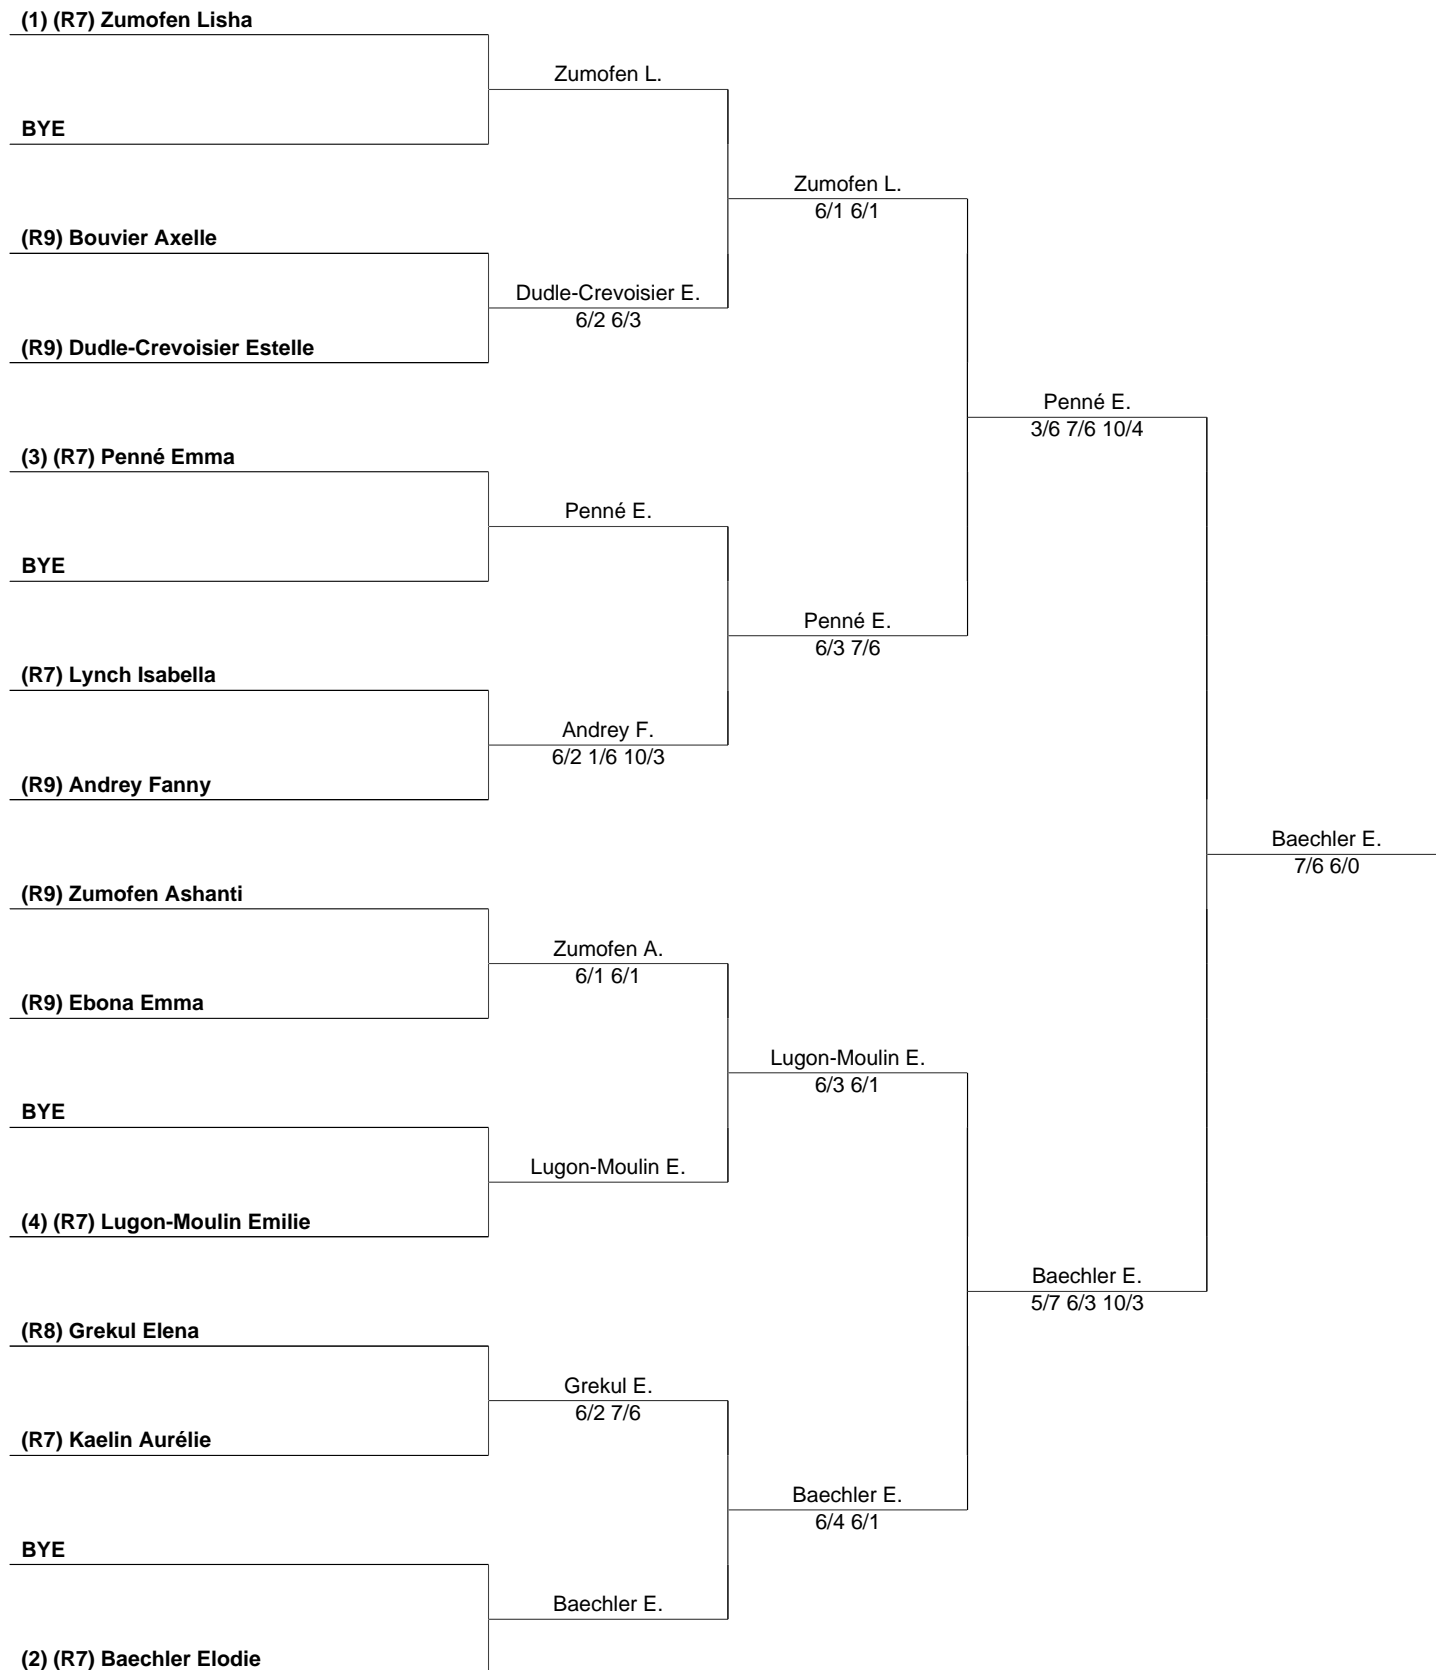 (1) (R7) Zumofen Lisha
Zumofen L.
BYE
Zumofen L.
6/1 6/1
(R9) Bouvier Axelle
Dudle-Crevoisier E.
6/2 6/3
(R9) Dudle-Crevoisier Estelle
Penné E.
3/6 7/6 10/4
(3) (R7) Penné Emma
Penné E.
BYE
Penné E.
6/3 7/6
(R7) Lynch Isabella
Andrey F.
6/2 1/6 10/3
(R9) Andrey Fanny
Baechler E.
7/6 6/0
(R9) Zumofen Ashanti
Zumofen A.
6/1 6/1
(R9) Ebona Emma
Lugon-Moulin E.
6/3 6/1
BYE
Lugon-Moulin E.
(4) (R7) Lugon-Moulin Emilie
Baechler E.
5/7 6/3 10/3
(R8) Grekul Elena
Grekul E.
6/2 7/6
(R7) Kaelin Aurélie
Baechler E.
6/4 6/1
BYE
Baechler E.
(2) (R7) Baechler Elodie